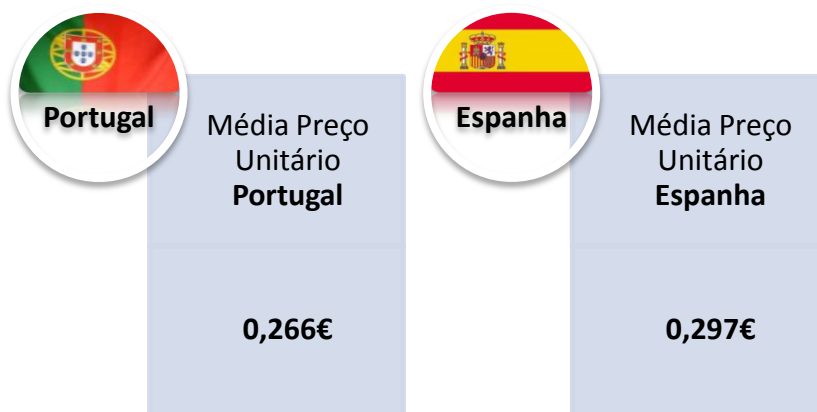 Portugal
Média Preço
Unitário
Portugal
0,266€
Espanha
Média Preço
Unitário
Espanha
0,297€